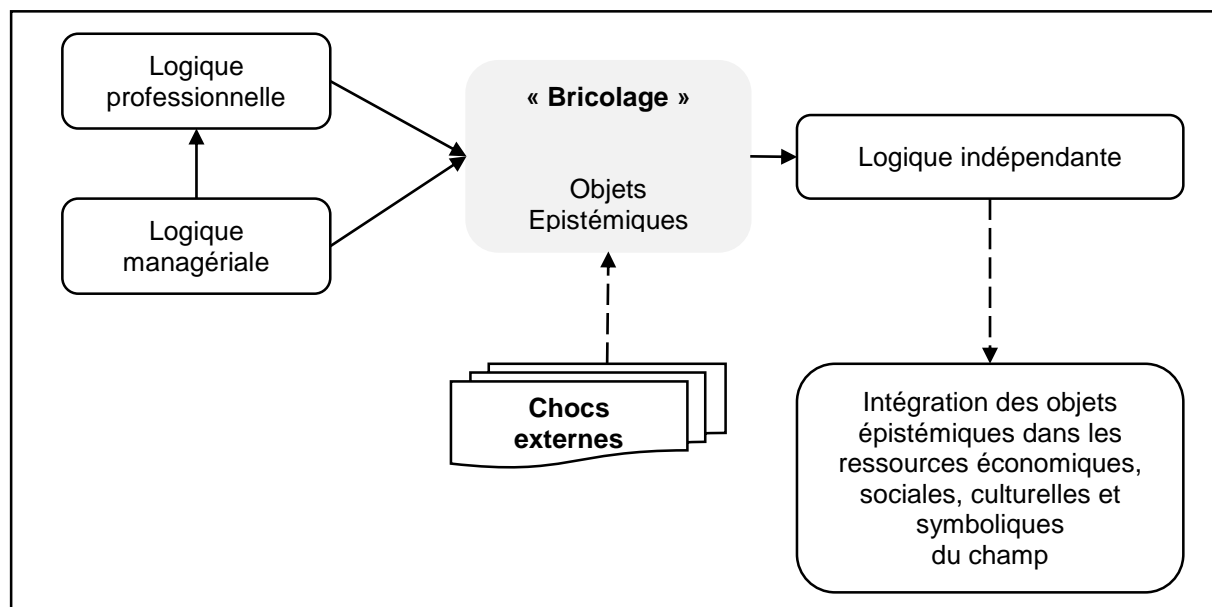 Logique
professionnelle
Logique
managériale
« Bricolage »
Objets
Epistémiques
Chocs
externes
Logique indépendante
Intégration des objets
épistémiques dans les
ressources économiques,
sociales, culturelles et
symboliques
du champ